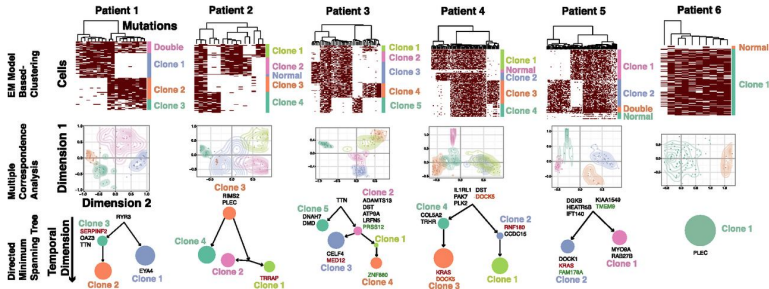 Patient 1
Patient 2
Patient 3
Patient 4
Patient 5
Patient 6
Mutations
EM Model
Based-
Clustering
Cells
Double
Clone 1
Clone 2
Clone 3
Clone 1
Clone 2
Normal
Clone 3
Clone 4
Clone 1
Clone 2
Clone 3
Clone 4
Clone 5
Clone 1
Normal
Clone 2
Clone 3
Clone 4
Clone 1
Clone 2
Double
Normal
Normal
Clone 1
Multiple
Correspondence
Analysis
Dimension 1
Dimension 2
Directed
Minimum
Spanning Tree
Temporal
Dimension
RYR3
Clone 3
SERPINF2
OAZ3
TTN
EYA4
Clone 2
Clone 1
Clone 3
RIMS2
PLEC
Clone 4
Clone 2
TRRAP
Clone 1
Clone 2
TTN
ADAMTS13
DST
ATP8A
LRFN5
PRSS12
Clone 5
DNAH7
DMD
Clone 1
CELF4
MED12
Clone 3
ZNF880
Clone 4
IL1RL1
PAK7
PLK2
DST
DOCK5
Clone 4
COL5A2
TRHR
Clone 2
RNF180
CCDC15
KRAS
DOCK5
Clone 3
Clone 1
DGKB
HEATR5B
IFT140
KIAA1549
TMEM9
DOCK1
KRAS
FAM178A
Clone 2
MYO9A
RAB27B
Clone 1
Clone 1
PLEC